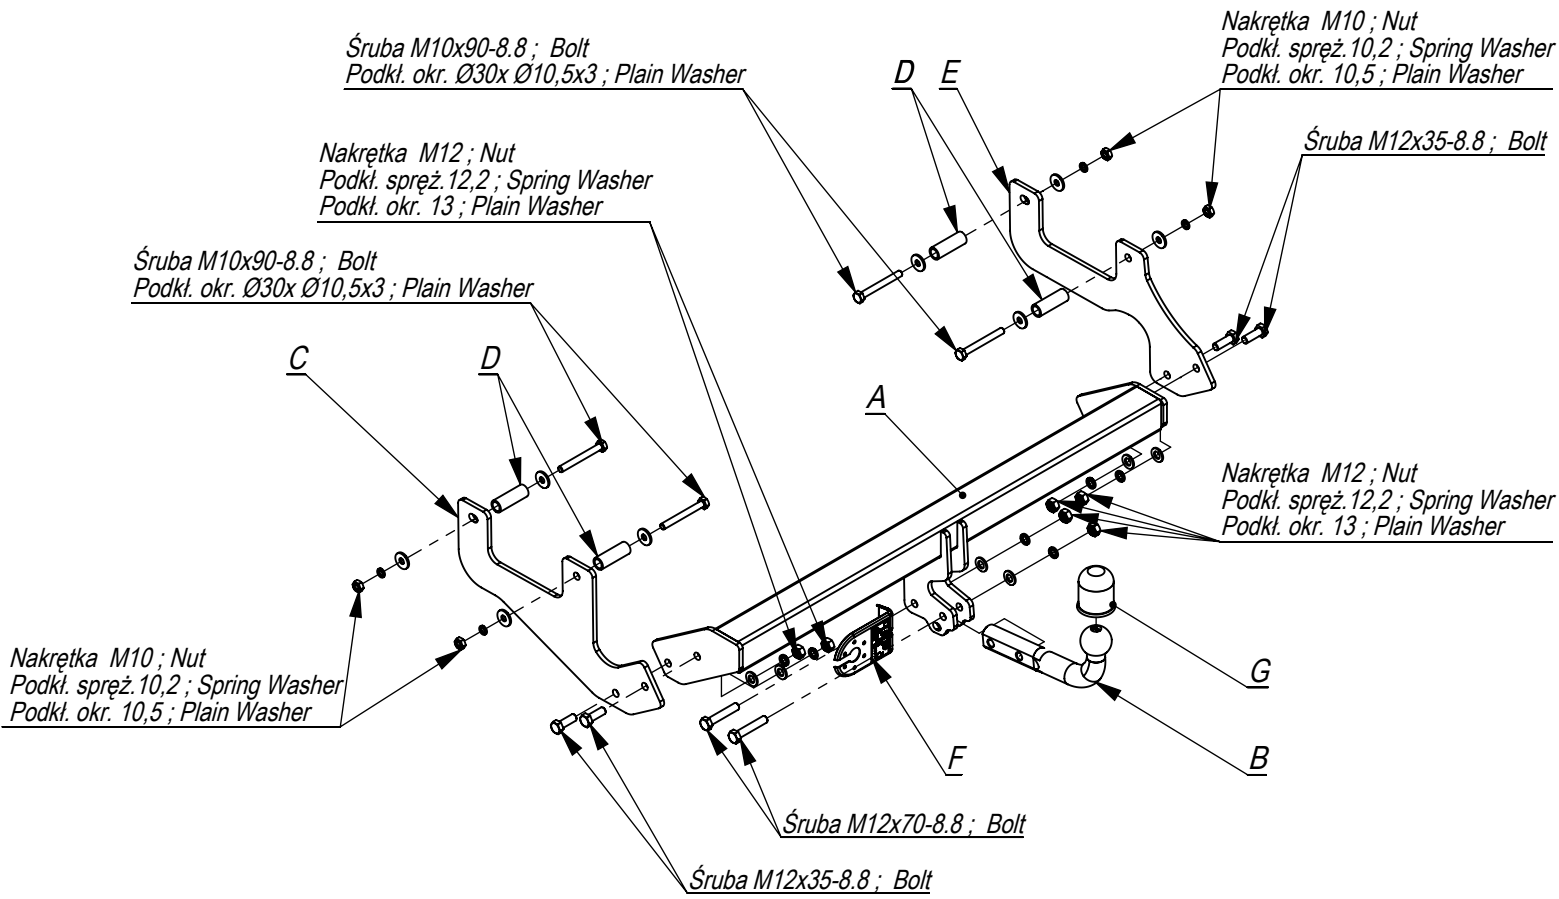 Śruba M10x90-8.8 ; Bolt
Podkł. okr. Ø30x Ø10,5x3 ; Plain Washer
D
E
Nakrętka M10 ; Nut
Podkł. spręż.10,2 ; Spring Washer
Podkł. okr. 10,5 ; Plain Washer
Śruba M12x35-8.8 ; Bolt
Nakrętka M12 ; Nut
Podkł. spręż.12,2 ; Spring Washer
Podkł. okr. 13 ; Plain Washer
Śruba M10x90-8.8 ; Bolt
Podkł. okr. Ø30x Ø10,5x3 ; Plain Washer
C
D
A
Nakrętka M12 ; Nut
Podkł. spręż.12,2 ; Spring Washer
Podkł. okr. 13 ; Plain Washer
Nakrętka M10 ; Nut
Podkł. spręż.10,2 ; Spring Washer
Podkł. okr. 10,5 ; Plain Washer
G
F
B
Śruba M12x70-8.8 ; Bolt
Śruba M12x35-8.8 ; Bolt